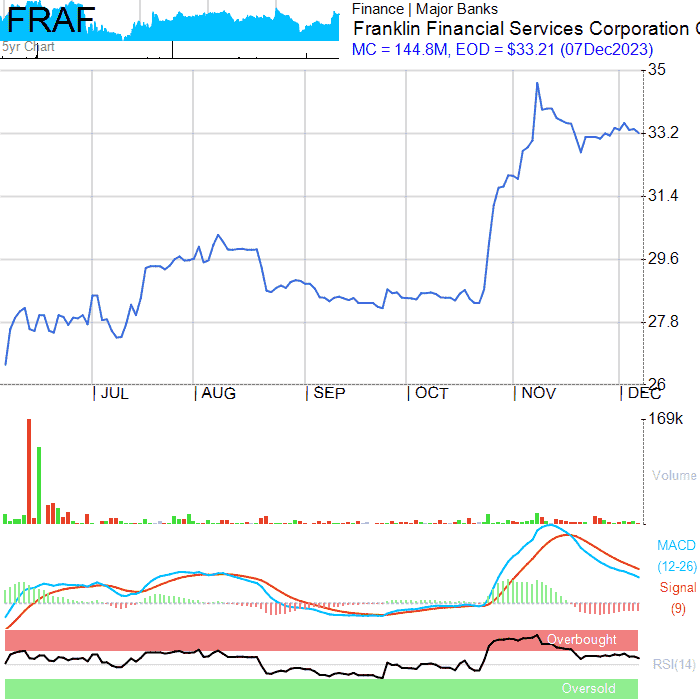 FRAF
5yr Chart
Finance | Major Banks
Franklin Financial Services Corporation
MC = 144.8M, EOD = $33.21 (07Dec2023)
35
33.2
31.4
29.6
27.8
26
JUL AUG SEP OCT NOV DEC
169k
Volume
MACD
(12-26)
Signal
(9)
Overbought
RSI(14)
Oversold